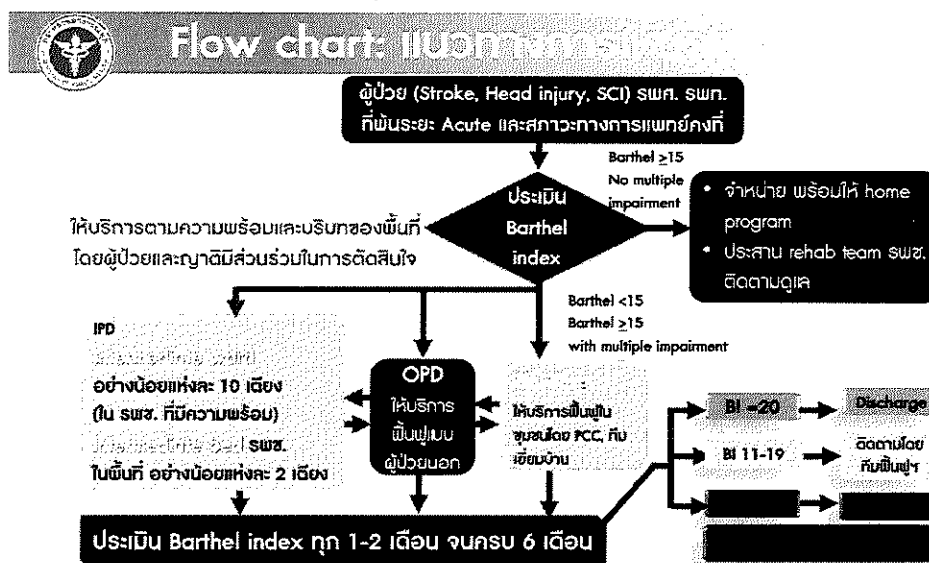 Flow chart: แนวทางการ
ผู้ป่วย (Stroke, Head injury, SCI) รพศ. รพท.
ที่พ้นระยะ Acute และสภาวะทางการแพทย์คงที่
Barthel ≥15
No multiple
impairment
ประเมิน
Barthel
index
• จำหน่าย พร้อมให้ home
program
• ประสาน rehab team รพช.
ติดตามดูแล
ให้บริการตามความพร้อมและบริบทของพื้นที่
โดยผู้ป่วยและญาติมีส่วนร่วมในการตัดสินใจ
Barthel <15
Barthel ≥15
with multiple impairment
IPD
อย่างน้อยแห่งละ 10 เตียง
(ใน รพช. ที่มีความพร้อม)
รพช.
ในพื้นที่ อย่างน้อยแห่งละ 2 เตียง
OPD
ให้บริการ
ฟื้นฟูแบบ
ผู้ป่วยนอก
ให้บริการฟื้นฟูใน
ชุมชนโดย PCC, ทีม
เยี่ยมบ้าน
BI =20
Discharge
BI 11-19
ติดตามโดย
ทีมฟื้นฟูฯ
ประเมิน Barthel index ทุก 1-2 เดือน จนครบ 6 เดือน